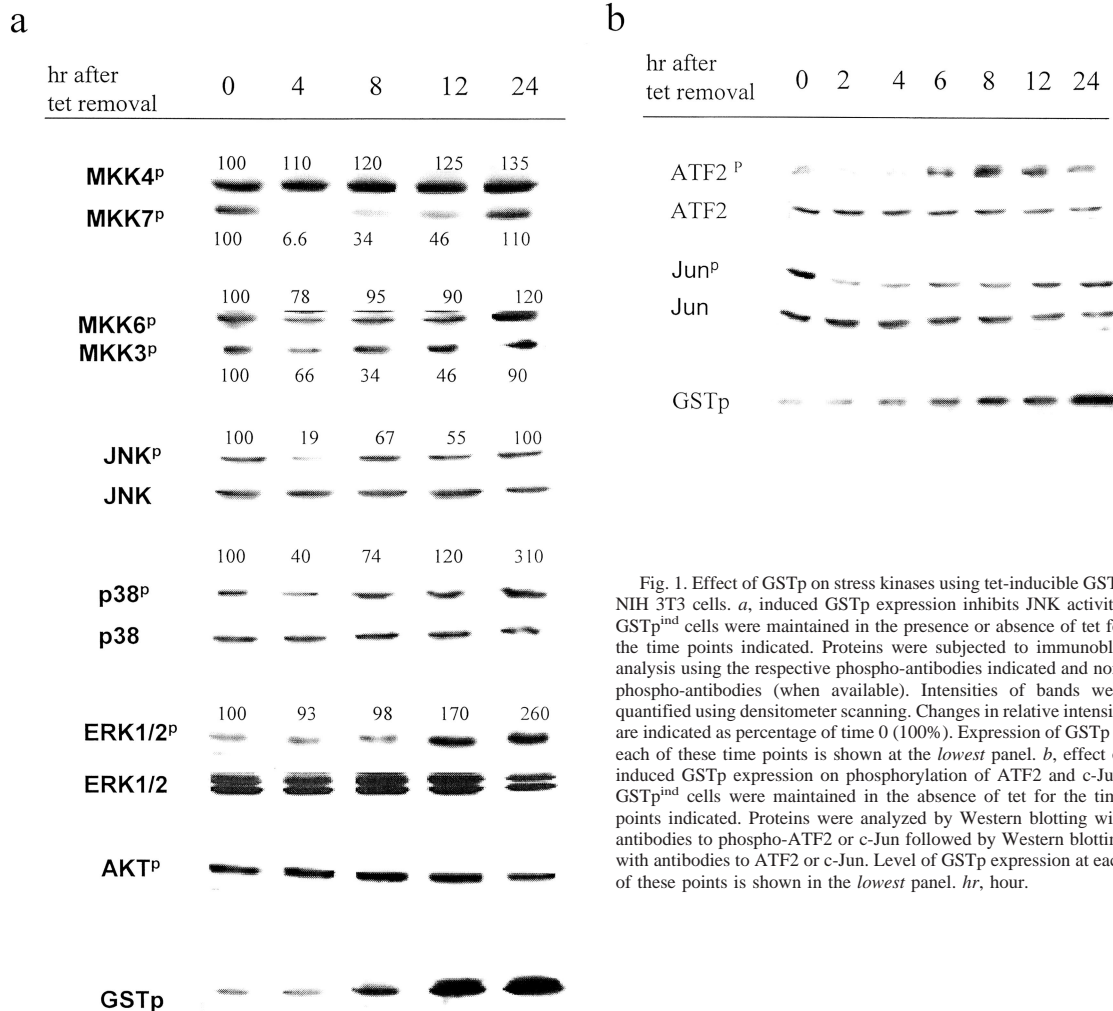 a
hr after
tet removal
0 4 8 12 24
100 110 120 125 135
MKK4p
MKK7p
100 6.6 34 46 110
100 78 95 90 120
MKK6p
MKK3p
100 66 34 46 90
100 19 67 55 100
JNKp
JNK
100 40 74 120 310
p38p
p38
100 93 98 170 260
ERK1/2p
ERK1/2
AKTp
GSTp
b
hr after
tet removal
0 2 4 6 8 12 24
ATF2 P
ATF2
Junp
Jun
GSTp
Fig. 1. Effect of GSTp on stress kinases using tet-inducible GST
NIH 3T3 cells. a, induced GSTp expression inhibits JNK activit
GSTpind cells were maintained in the presence or absence of tet fo
the time points indicated. Proteins were subjected to immunobl
analysis using the respective phospho-antibodies indicated and non
phospho-antibodies (when available). Intensities of bands we
quantified using densitometer scanning. Changes in relative intensi
are indicated as percentage of time 0 (100%). Expression of GSTp
each of these time points is shown at the lowest panel. b, effect o
induced GSTp expression on phosphorylation of ATF2 and c-Ju
GSTpind cells were maintained in the absence of tet for the tim
points indicated. Proteins were analyzed by Western blotting wi
antibodies to phospho-ATF2 or c-Jun followed by Western blottin
with antibodies to ATF2 or c-Jun. Level of GSTp expression at eac
of these points is shown in the lowest panel. hr, hour.